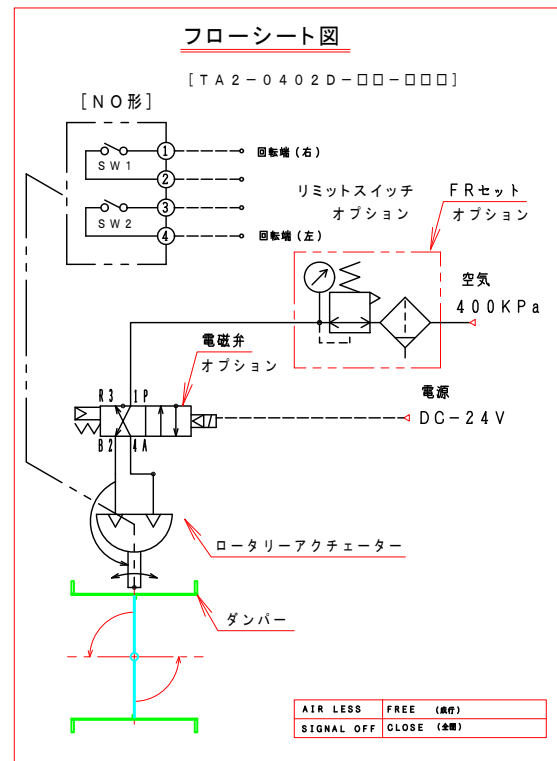 フローシート図
[TA2-0402D-□□-□□□]
[NO形]
SW1
1
回転端(右)
2
SW2
3
4
回転端(左)
リミットスイッチ
オプション
FRセット
オプション
空気
400KPa
電磁弁
オプション
電源
DC-24V
R3
1P
B2
4A
ロータリーアクチェーター
ダンパー
AIR LESS FREE
SIGNAL OFF CLOSE (全閉)